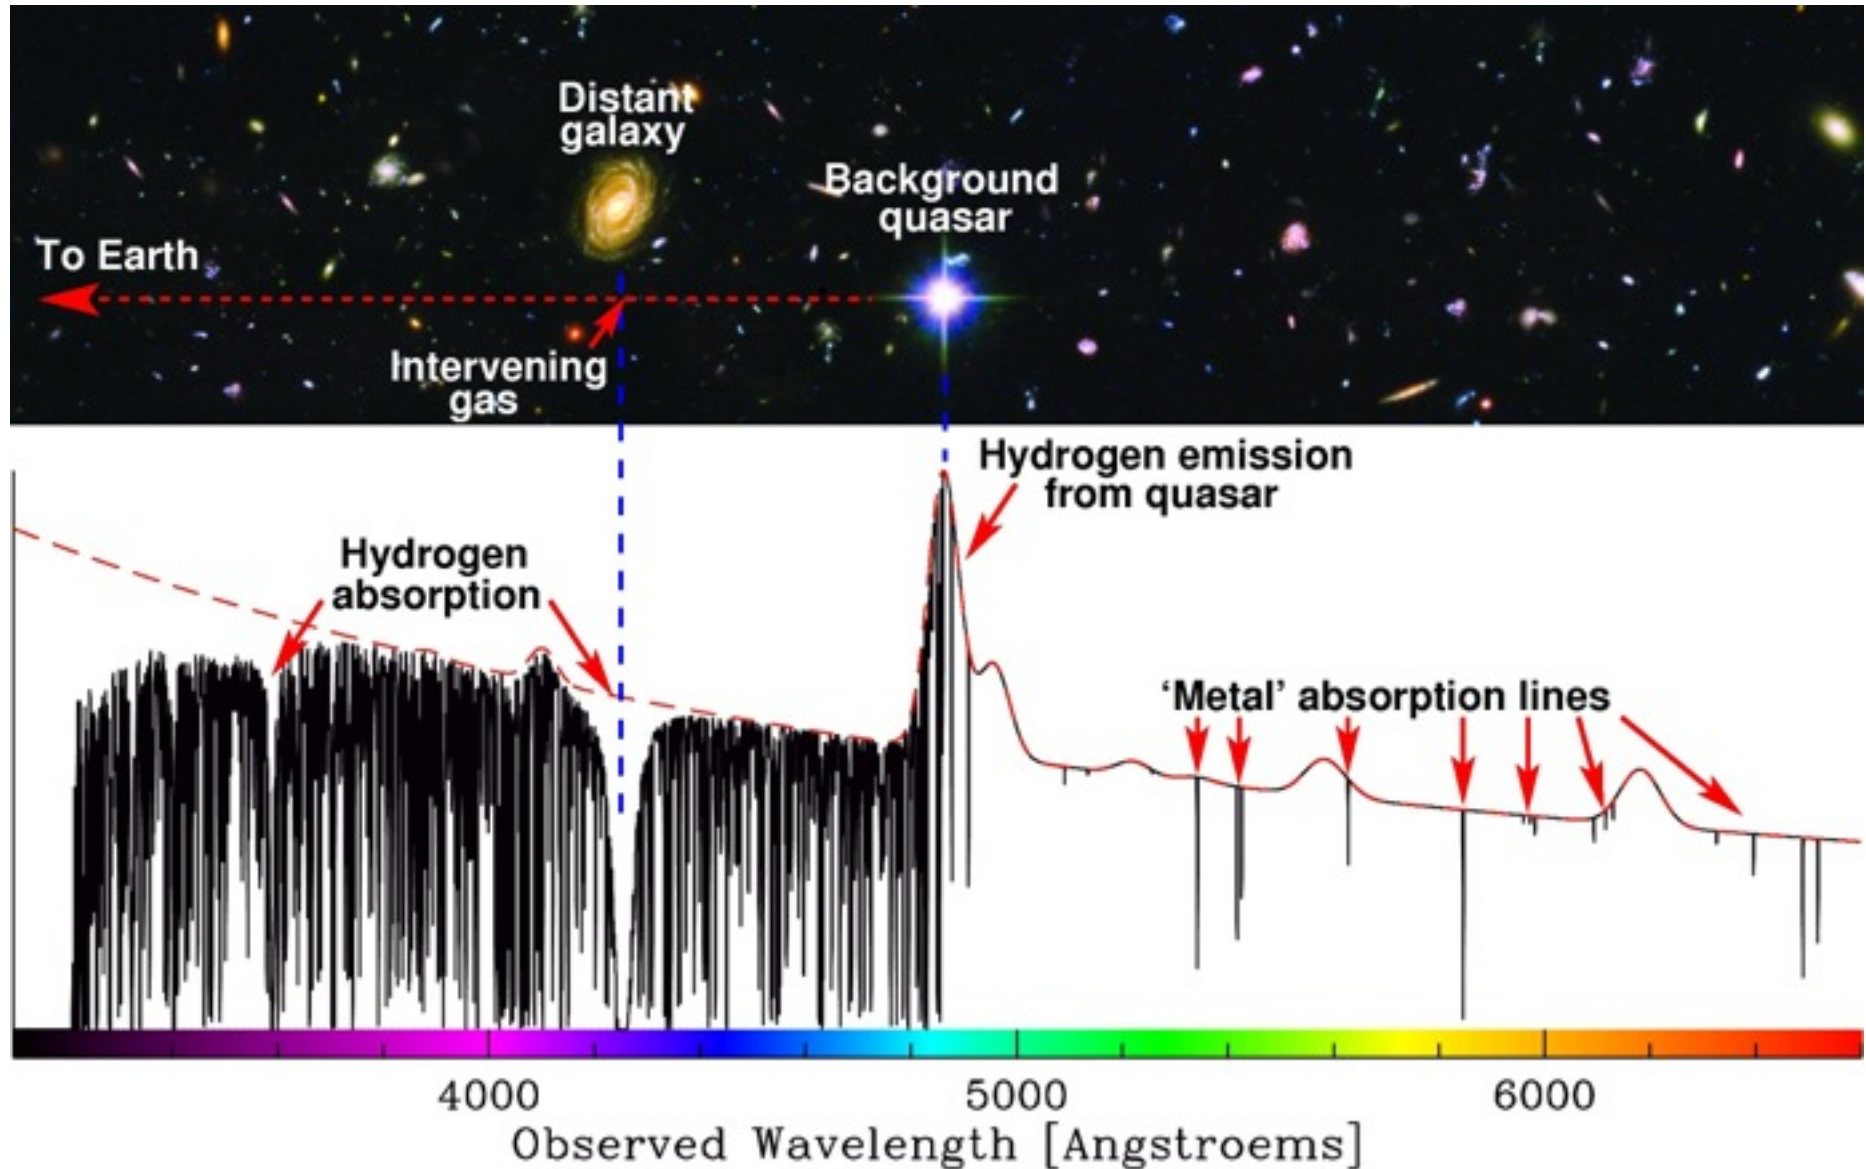 Distant
galaxy
Background
quasar
To Earth
Intervening
gas
Hydrogen emission
from quasar
Hydrogen
absorption
‘Metal’ absorption lines
4000 5000 6000
Observed Wavelength [Angstroems]